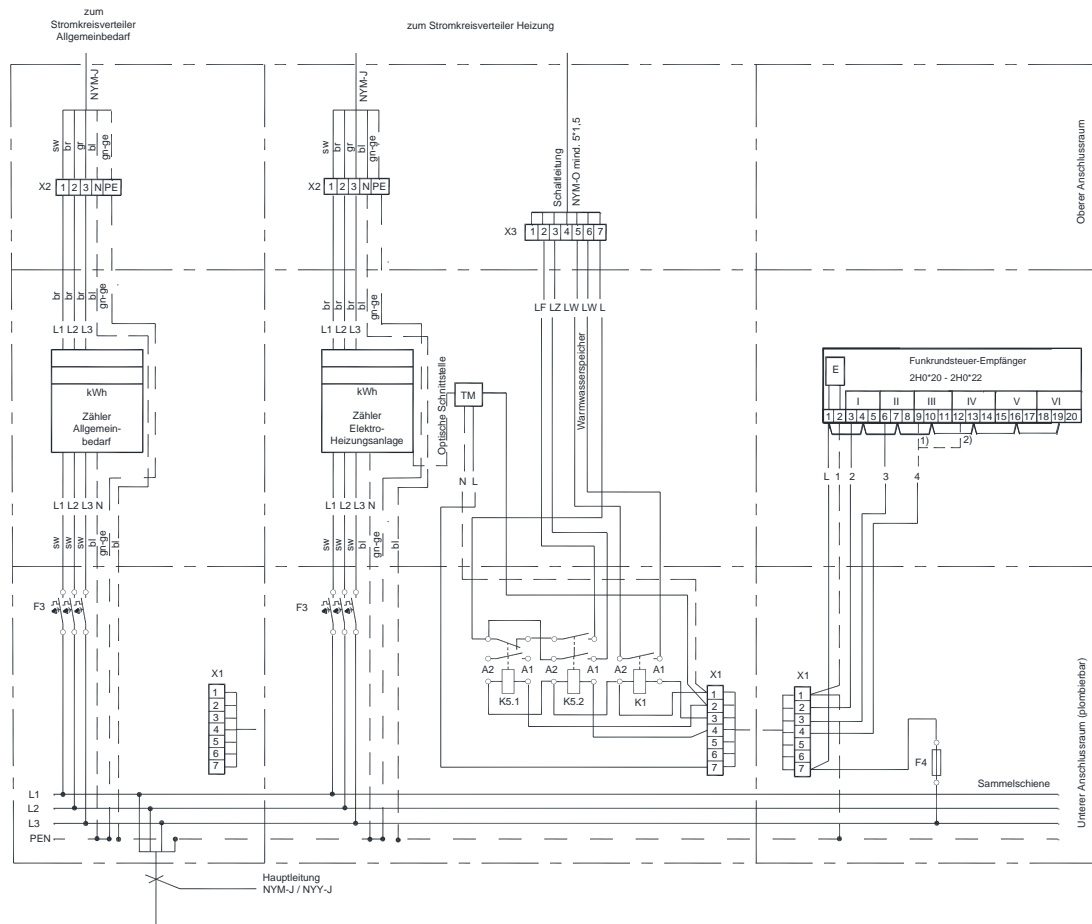 zum
Stromkreisverteiler
Allgemeinbedarf
zum Stromkreisverteiler Heizung
NYM-J
NYM-J
sw br gr bl gn-ge
sw br gr bl gn-ge
Schaltleitung
NYM-O mind. 5*1,5
Oberer Anschlussraum
X2 1 2 3 N PE
X2 1 2 3 N PE
X3 1 2 3 4 5 6 7
br br br bl gn-ge
br br br bl gn-ge
LF LZ LW LW L
L1 L2 L3
L1 L2 L3
Warmwasserspeicher
kWh
Zähler
Allgemein-
bedarf
kWh
Zähler
Elektro-
Heizungsanlage
Optische Schnittstelle
TM
E
Funkrundsteuer-Empfänger
2H0*20 - 2H0*22
I II III IV V VI
1 2 3 4 5 6 7 8 9 10 11 12 13 14 15 16 17 18 19 20
1) 2)
N L
L 1 2 3 4
L1 L2 L3 N
L1 L2 L3 N
sw sw sw bl gn-ge bl
sw sw sw bl gn-ge bl
F3
F3
A2 A1 A2 A1 A2 A1
K5.1 K5.2 K1
X1
1
2
3
4
5
6
7
X1
1
2
3
4
5
6
7
X1
1
2
3
4
5
6
7
F4
Sammelschiene
L1
L2
L3
PEN
Unterer Anschlussraum (plombierbar)
Hauptleitung
NYM-J / NYY-J